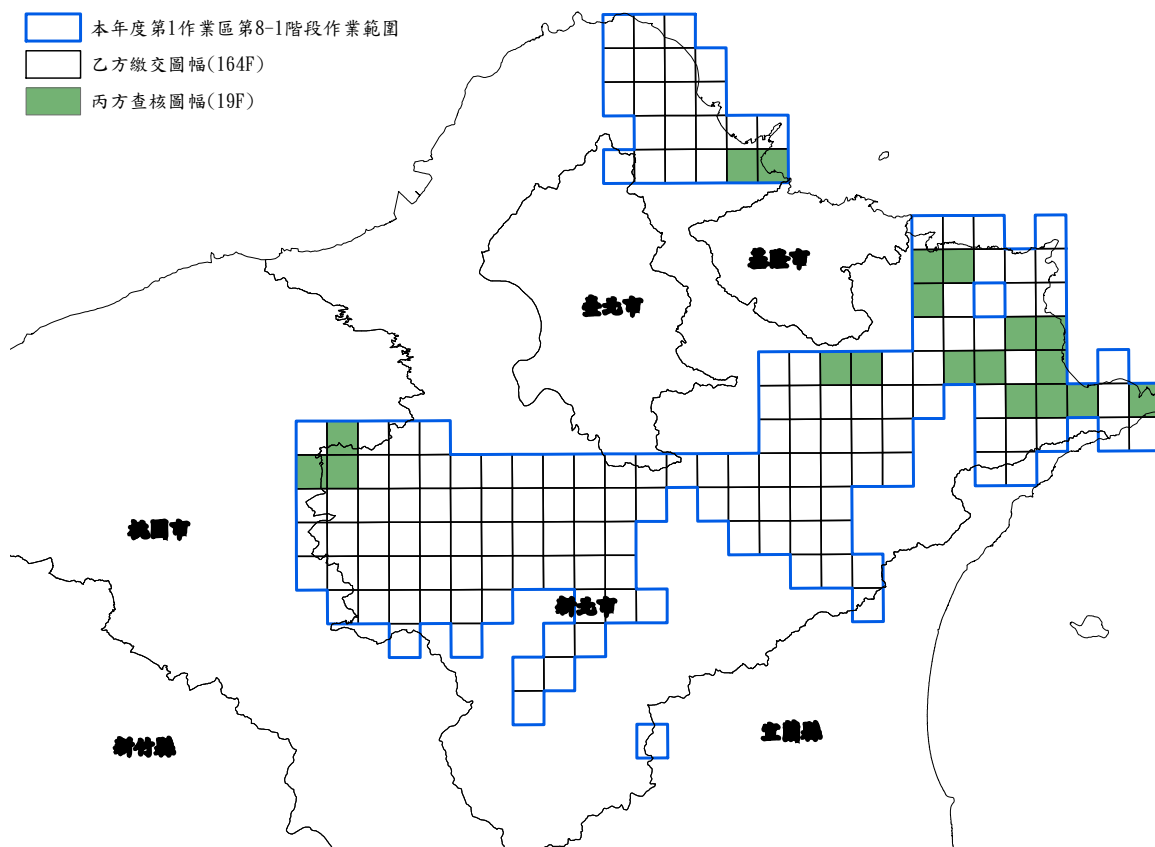 本年度第1作業區第8-1階段作業範圍
乙方繳交圖幅(164F)
丙方查核圖幅(19F)
基隆市
臺北市
桃園市
新北市
新竹縣
宜蘭縣